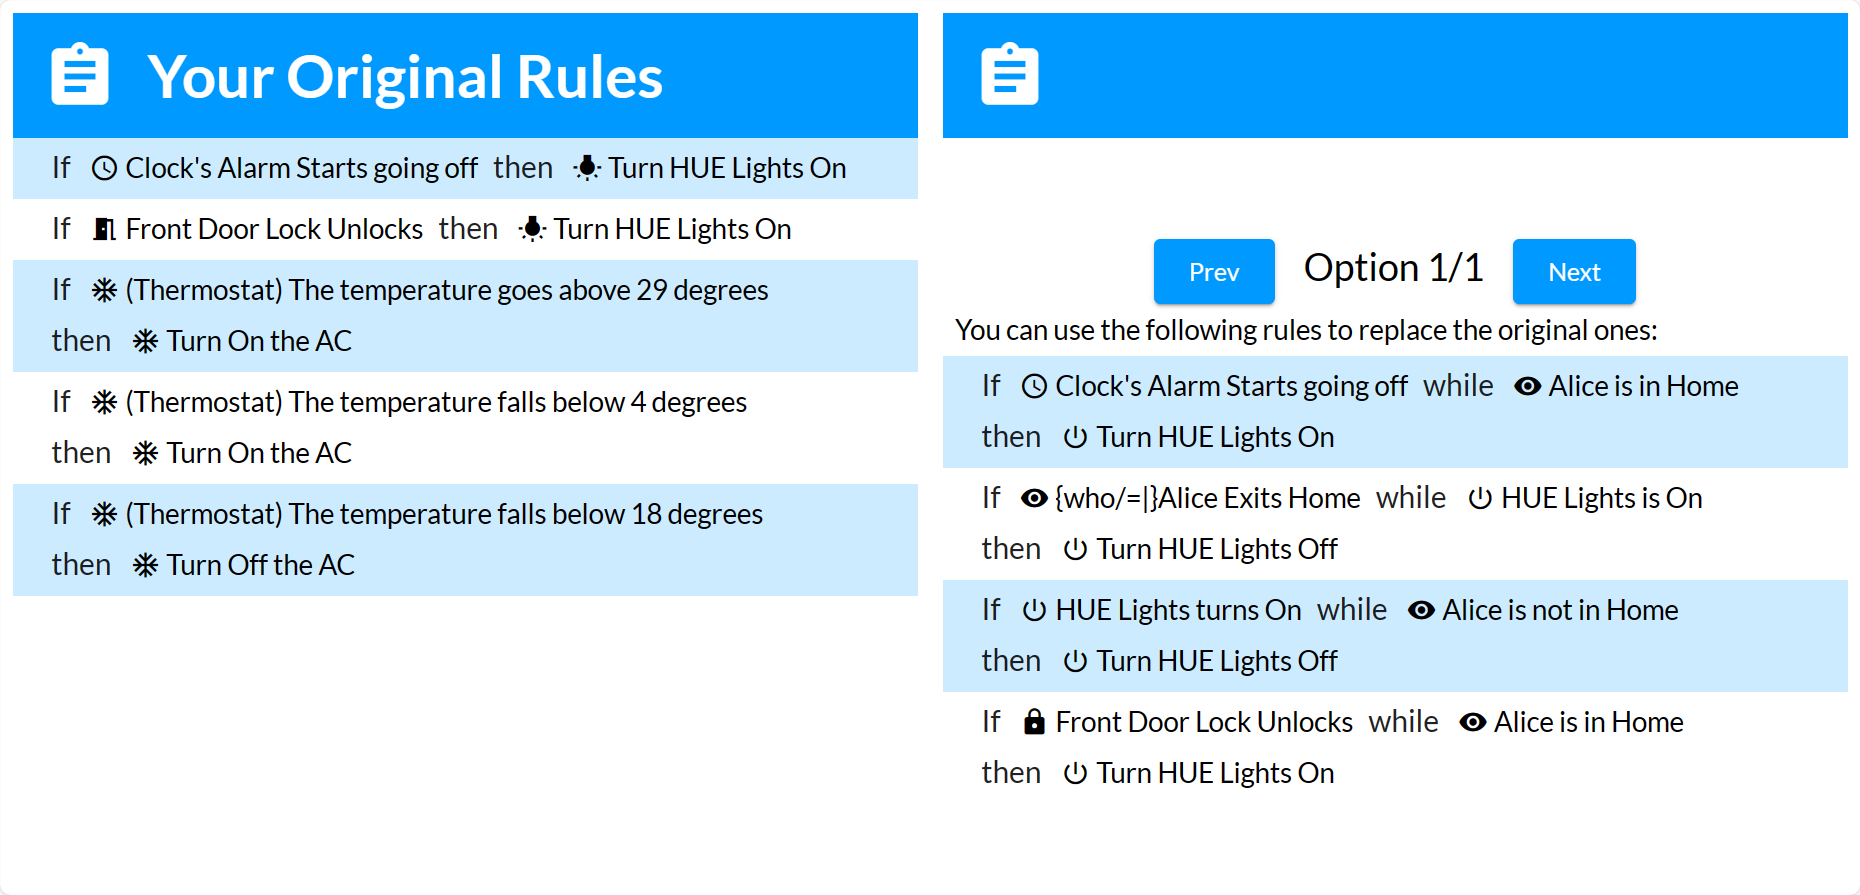 Your Original Rules
If Clock's Alarm Starts going off then Turn HUE Lights On
If Front Door Lock Unlocks then Turn HUE Lights On
If (Thermostat) The temperature goes above 29 degrees
then Turn On the AC
If (Thermostat) The temperature falls below 4 degrees
then Turn On the AC
If (Thermostat) The temperature falls below 18 degrees
then Turn Off the AC
Prev Option 1/1 Next
You can use the following rules to replace the original ones:
If Clock's Alarm Starts going off while Alice is in Home
then Turn HUE Lights On
If {who/=|}Alice Exits Home while HUE Lights is On
then Turn HUE Lights Off
If HUE Lights turns On while Alice is not in Home
then Turn HUE Lights Off
If Front Door Lock Unlocks while Alice is in Home
then Turn HUE Lights On